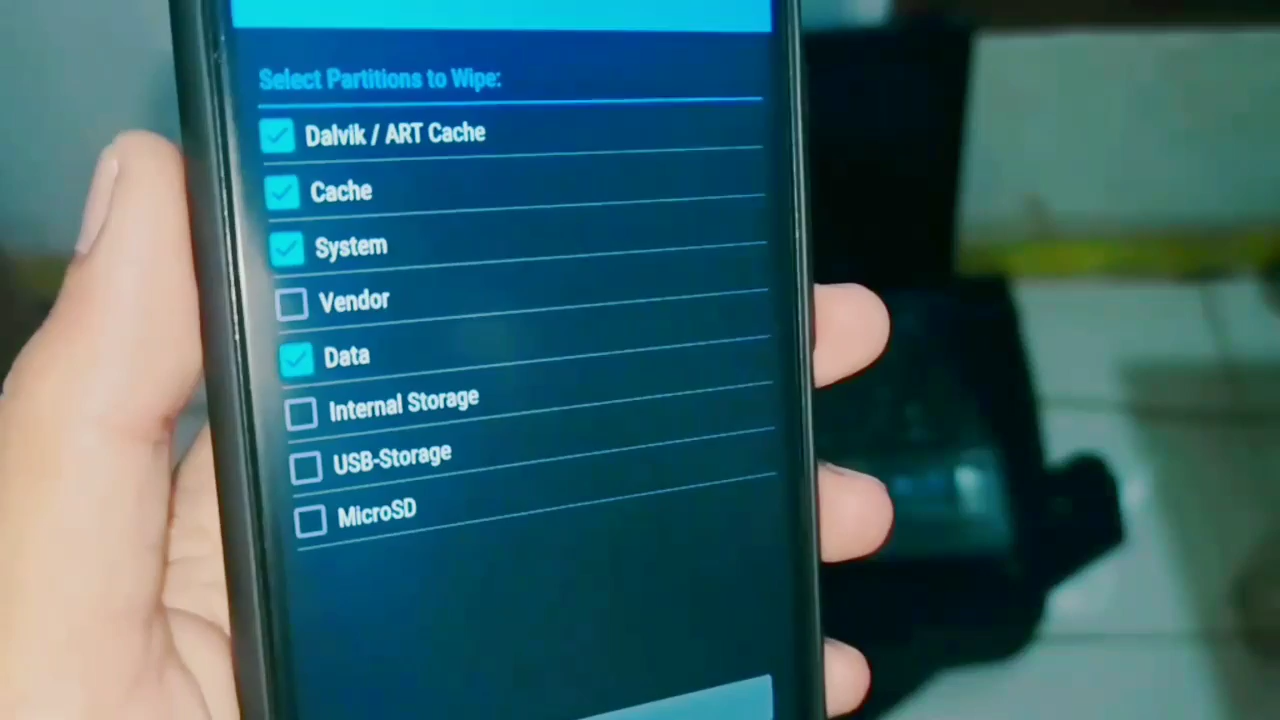 Select Partitions to Wipe:
Dalvik / ART Cache
Cache
System
Vendor
Data
Internal Storage
USB-Storage
MicroSD